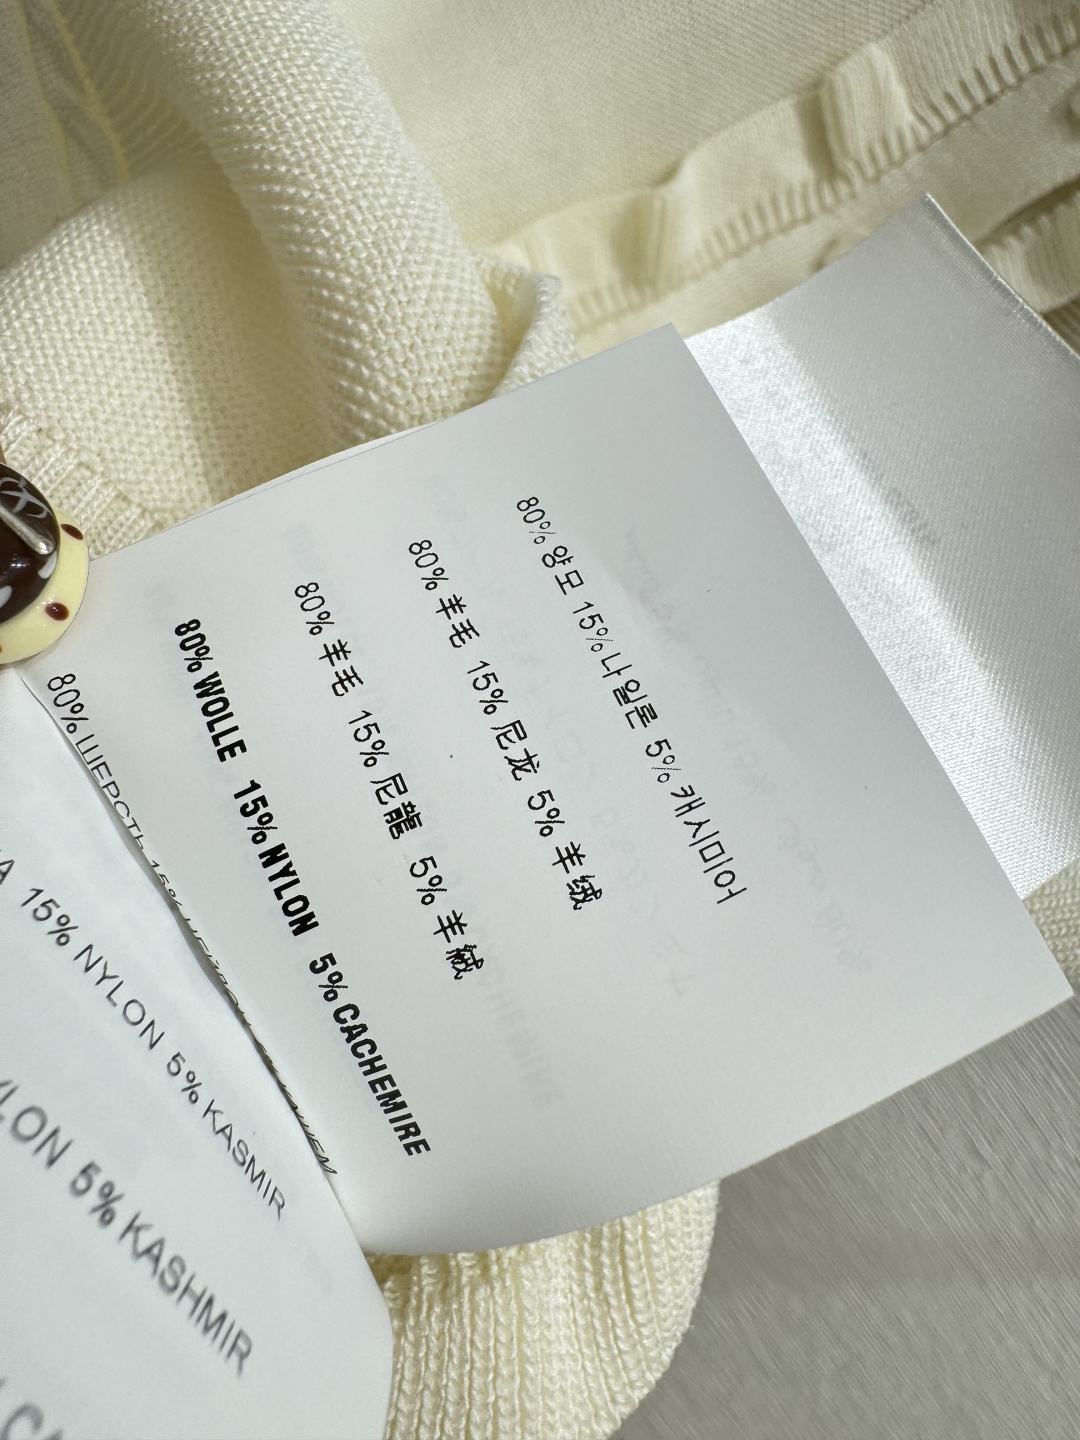 80% 양모 15% 나일론 5% 캐시미어
80% 羊毛 15% 尼龙 5% 羊绒
80% 羊毛 15% 尼龍 5% 羊絨
80% WOLLE 15% NYLON 5% CACHEMIRE
80% ШЕРСТЬ 15%
15% NYLON 5% KASMIR
5% KASHMIR